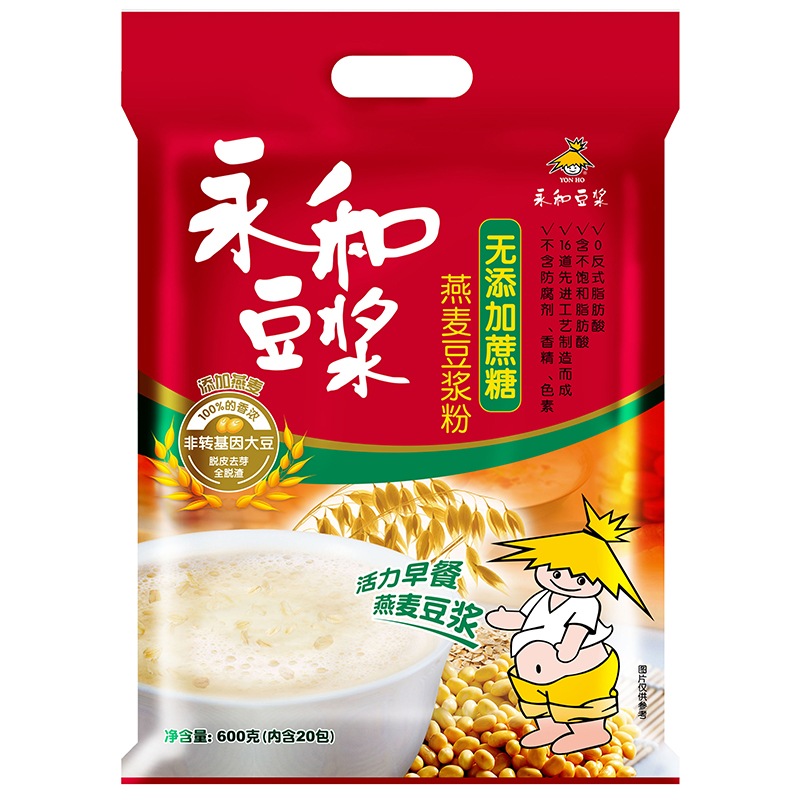 永和豆浆
YON HO
永和豆浆
无添加蔗糖
燕麦豆浆粉
√0反式脂肪酸
√含不饱和脂肪酸
√16道先进工艺制造而成
√不含防腐剂、香精、色素
添加燕麦
100%的香浓
非转基因大豆
脱皮去芽
全脱渣
活力早餐
燕麦豆浆
图片仅供参考
净含量: 600克(内含20包)